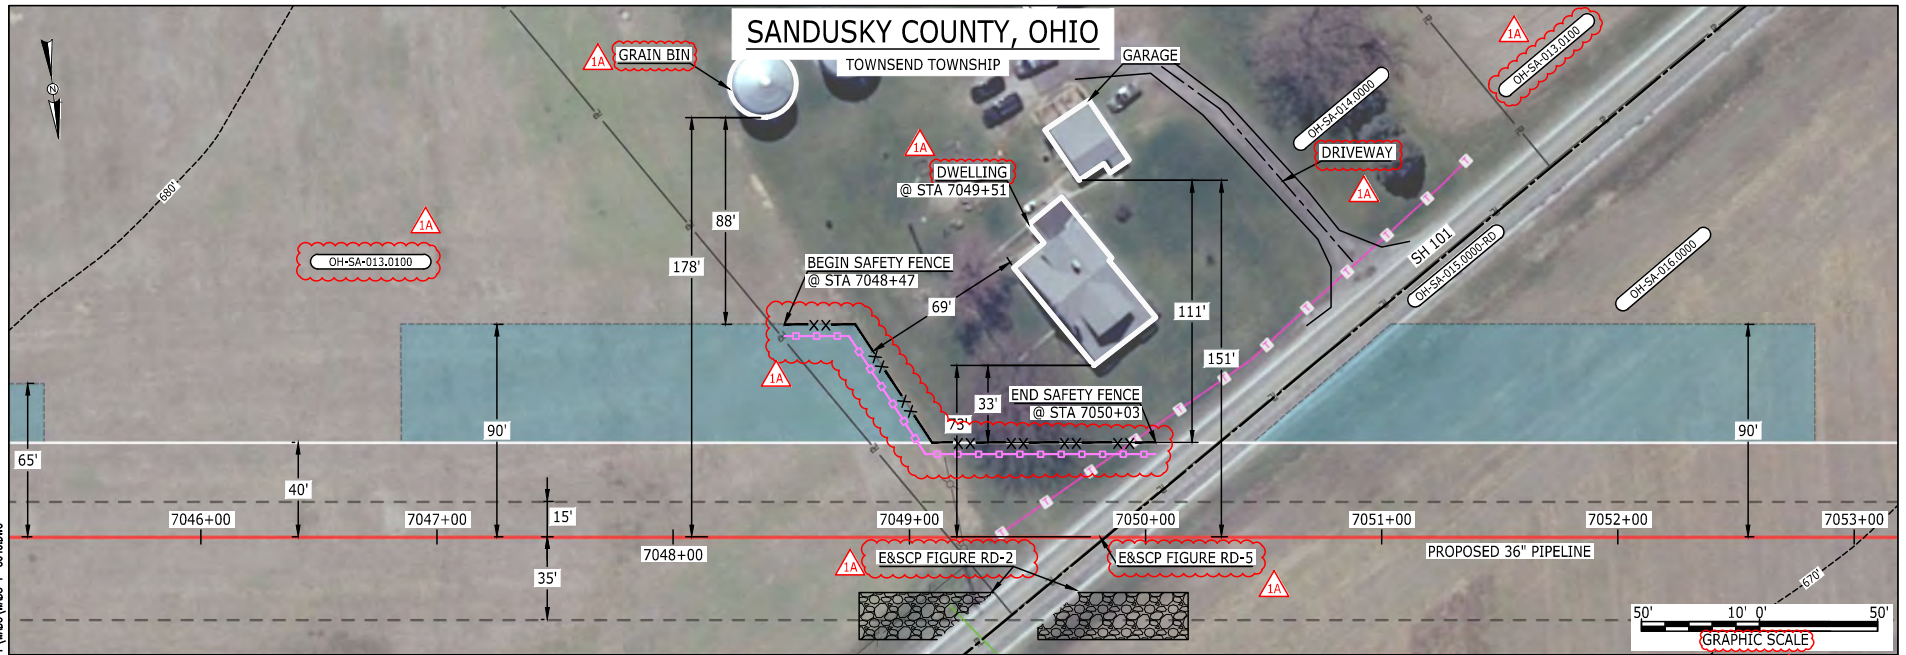 SANDUSKY COUNTY, OHIO
TOWNSEND TOWNSHIP
1A
GRAIN BIN
GARAGE
1A
OH-SA-013.0100
OH-SA-014.0000
N
1A
DWELLING
@ STA 7049+51
DRIVEWAY
1A
680'
1A
OH-SA-013.0100
88'
178'
BEGIN SAFETY FENCE
@ STA 7048+47
69'
111'
151'
SH 101
OH-SA-015.0000-RD
OH-SA-016.0000
1A
33'
73'
END SAFETY FENCE
@ STA 7050+03
65'
40'
90'
90'
15'
35'
7046+00
7047+00
7048+00
7049+00
7050+00
7051+00
7052+00
7053+00
1A
E&SCP FIGURE RD-2
E&SCP FIGURE RD-5
1A
PROPOSED 36" PIPELINE
670'
50' 10' 0' 50'
GRAPHIC SCALE